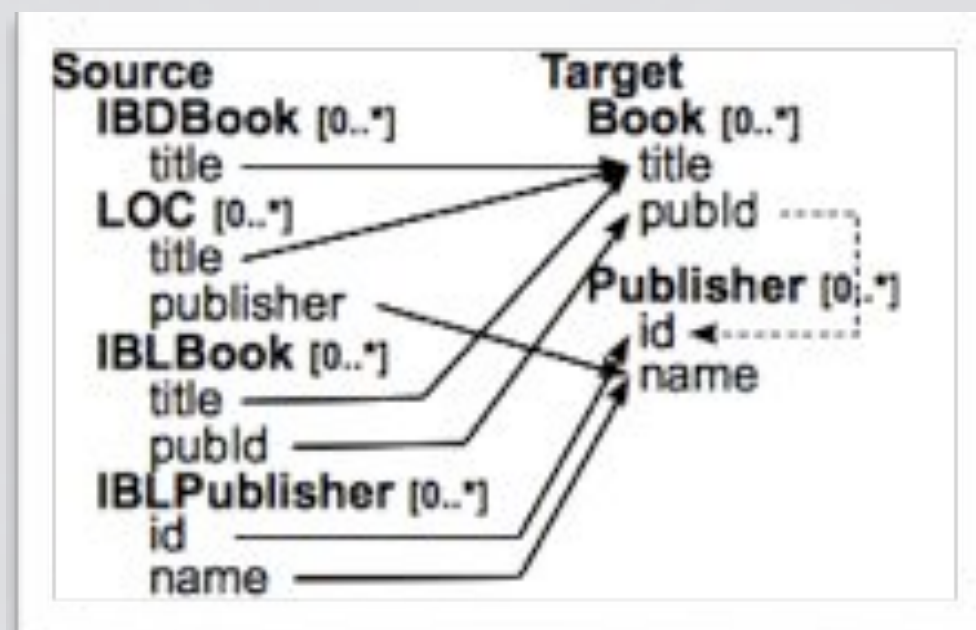 Source
IBDBook [0..*]
title
LOC [0..*]
title
publisher
IBLBook [0..*]
title
pubId
IBLPublisher [0..*]
id
name
Target
Book [0..*]
title
pubId
Publisher [0..*]
id
name